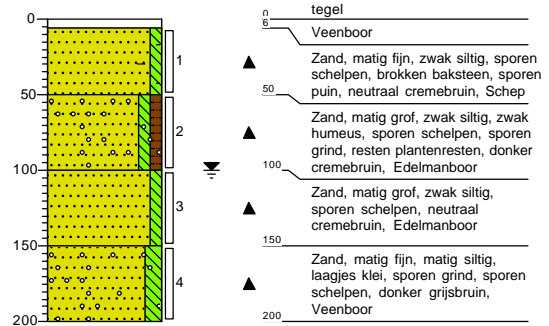 0
50
100
150
200
1
2
3
4
0
tegel
6
Veenboor
Zand, matig fijn, zwak siltig, sporen
schelpen, brokken baksteen, sporen
puin, neutraal cremebruin, Schep
50
Zand, matig grof, zwak siltig, zwak
humeus, sporen schelpen, sporen
grind, resten plantenresten, donker
cremebruin, Edelmanboor
100
Zand, matig grof, zwak siltig,
sporen schelpen, neutraal
cremebruin, Edelmanboor
150
Zand, matig fijn, matig siltig,
laagjes klei, sporen grind, sporen
schelpen, donker grijsbruin,
Veenboor
200